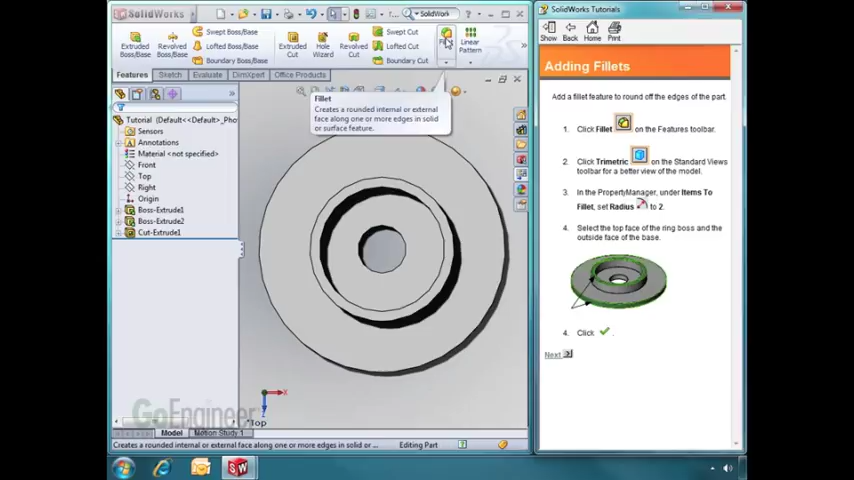 SolidWorks
SolidWork
Extruded
Boss/Base
Revolved
Boss/Base
Swept Boss/Base
Lofted Boss/Base
Boundary Boss/Base
Extruded
Cut
Hole
Wizard
Revolved
Cut
Swept Cut
Lofted Cut
Boundary Cut
Linear
Pattern
Features
Sketch
Evaluate
DimXpert
Office Products
Fillet
Creates a rounded internal or external
face along one or more edges in solid
or surface feature.
Tutorial (Default<<Default>_Pho
Sensors
Annotations
Material <not specified>
Front
Top
Right
Origin
Boss-Extrude1
Boss-Extrude2
Cut-Extrude1
X
*Top
GoEngineer
Model
Motion Study 1
Creates a rounded internal or external face along one or more edges in solid or ...
Editing Part
SolidWorks Tutorials
Show
Back
Home
Print
Adding Fillets
Add a fillet feature to round off the edges of the part.
1. Click Fillet on the Features toolbar.
2. Click Trimetric on the Standard Views
toolbar for a better view of the model.
3. In the PropertyManager, under Items To
Fillet, set Radius to 2.
4. Select the top face of the ring boss and the
outside face of the base.
4. Click .
Next